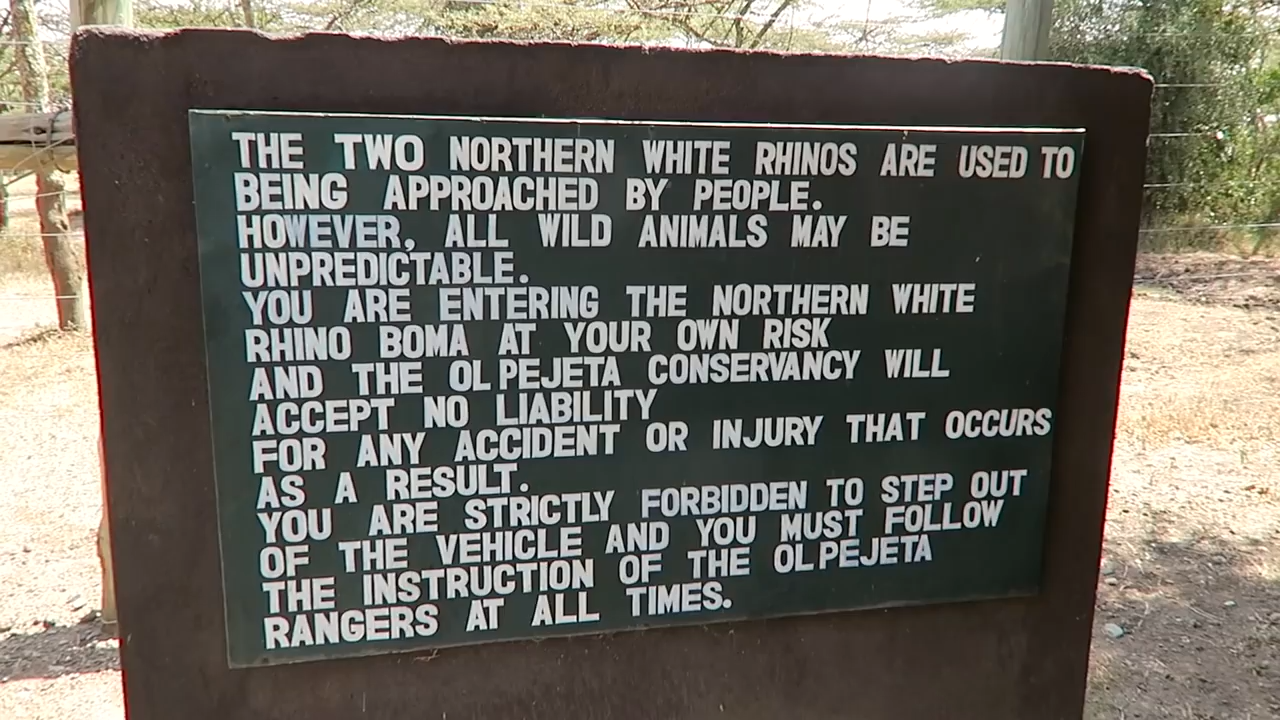 THE TWO NORTHERN WHITE RHINOS ARE USED TO
BEING APPROACHED BY PEOPLE.
HOWEVER, ALL WILD ANIMALS MAY BE
UNPREDICTABLE.
YOU ARE ENTERING THE NORTHERN WHITE
RHINO BOMA AT YOUR OWN RISK
AND THE OL PEJETA CONSERVANCY WILL
ACCEPT NO LIABILITY
FOR ANY ACCIDENT OR INJURY THAT OCCURS
AS A RESULT.
YOU ARE STRICTLY FORBIDDEN TO STEP OUT
OF THE VEHICLE AND YOU MUST FOLLOW
THE INSTRUCTION OF THE OL PEJETA
RANGERS AT ALL TIMES.